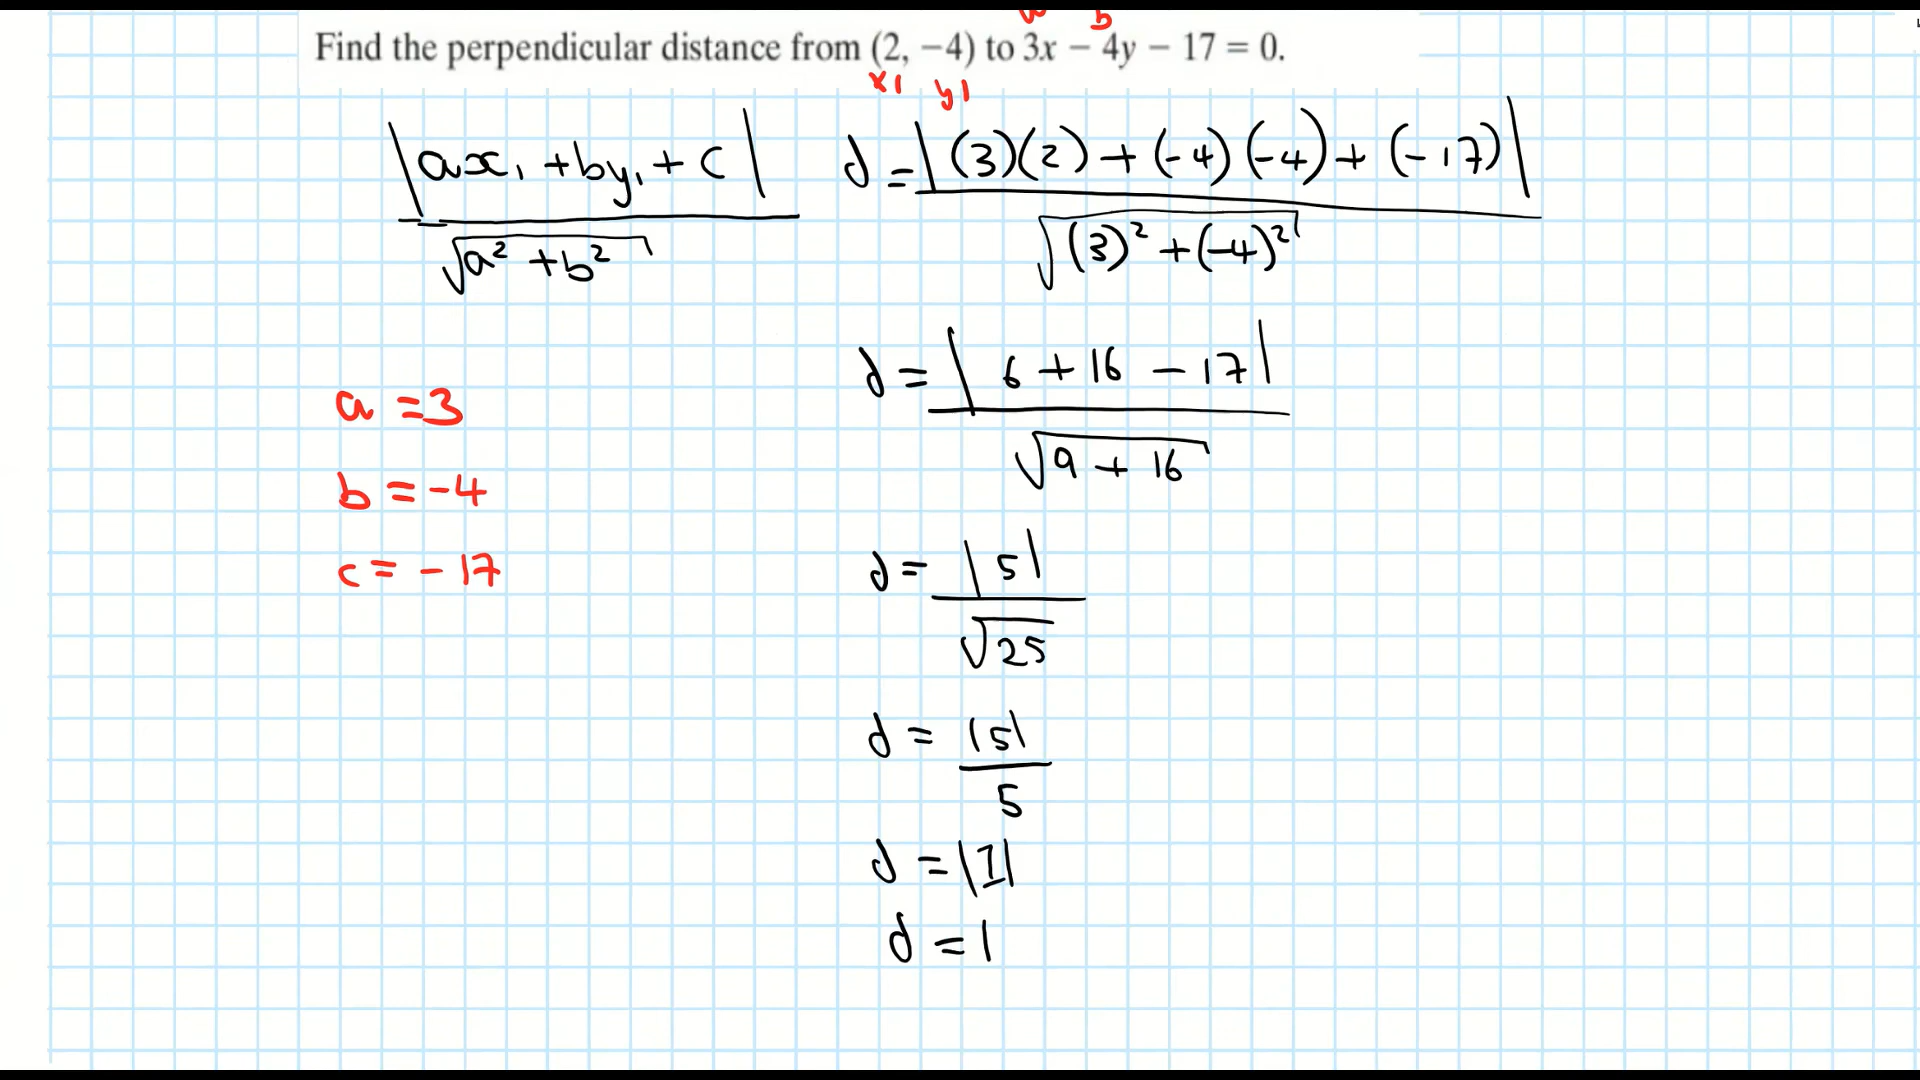 a b
Find the perpendicular distance from (2, −4) to 3x − 4y − 17 = 0.
x1 y1
|ax₁ + by₁ + c|
√a² + b²
d = |(3)(2) + (-4)(-4) + (-17)|
√(3)² + (-4)²
d = |6 + 16 - 17|
√9 + 16
a = 3
b = -4
c = -17
d = |5|
√25
d = |5|
5
d = |1|
d = 1